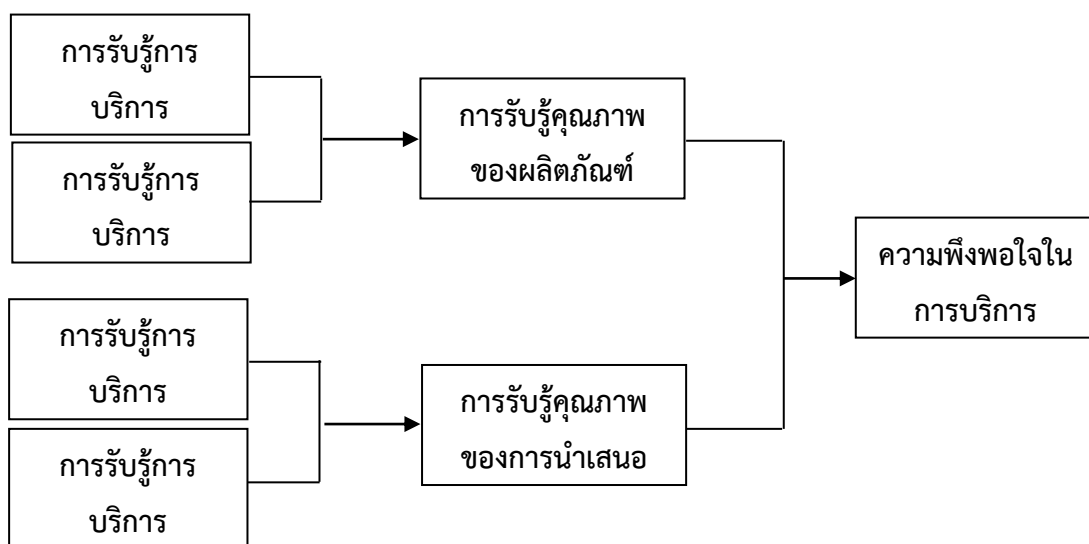 การรับรู้การ
บริการ
การรับรู้การ
บริการ
การรับรู้คุณภาพ
ของผลิตภัณฑ์
ความพึงพอใจใน
การบริการ
การรับรู้การ
บริการ
การรับรู้การ
บริการ
การรับรู้คุณภาพ
ของการนำเสนอ